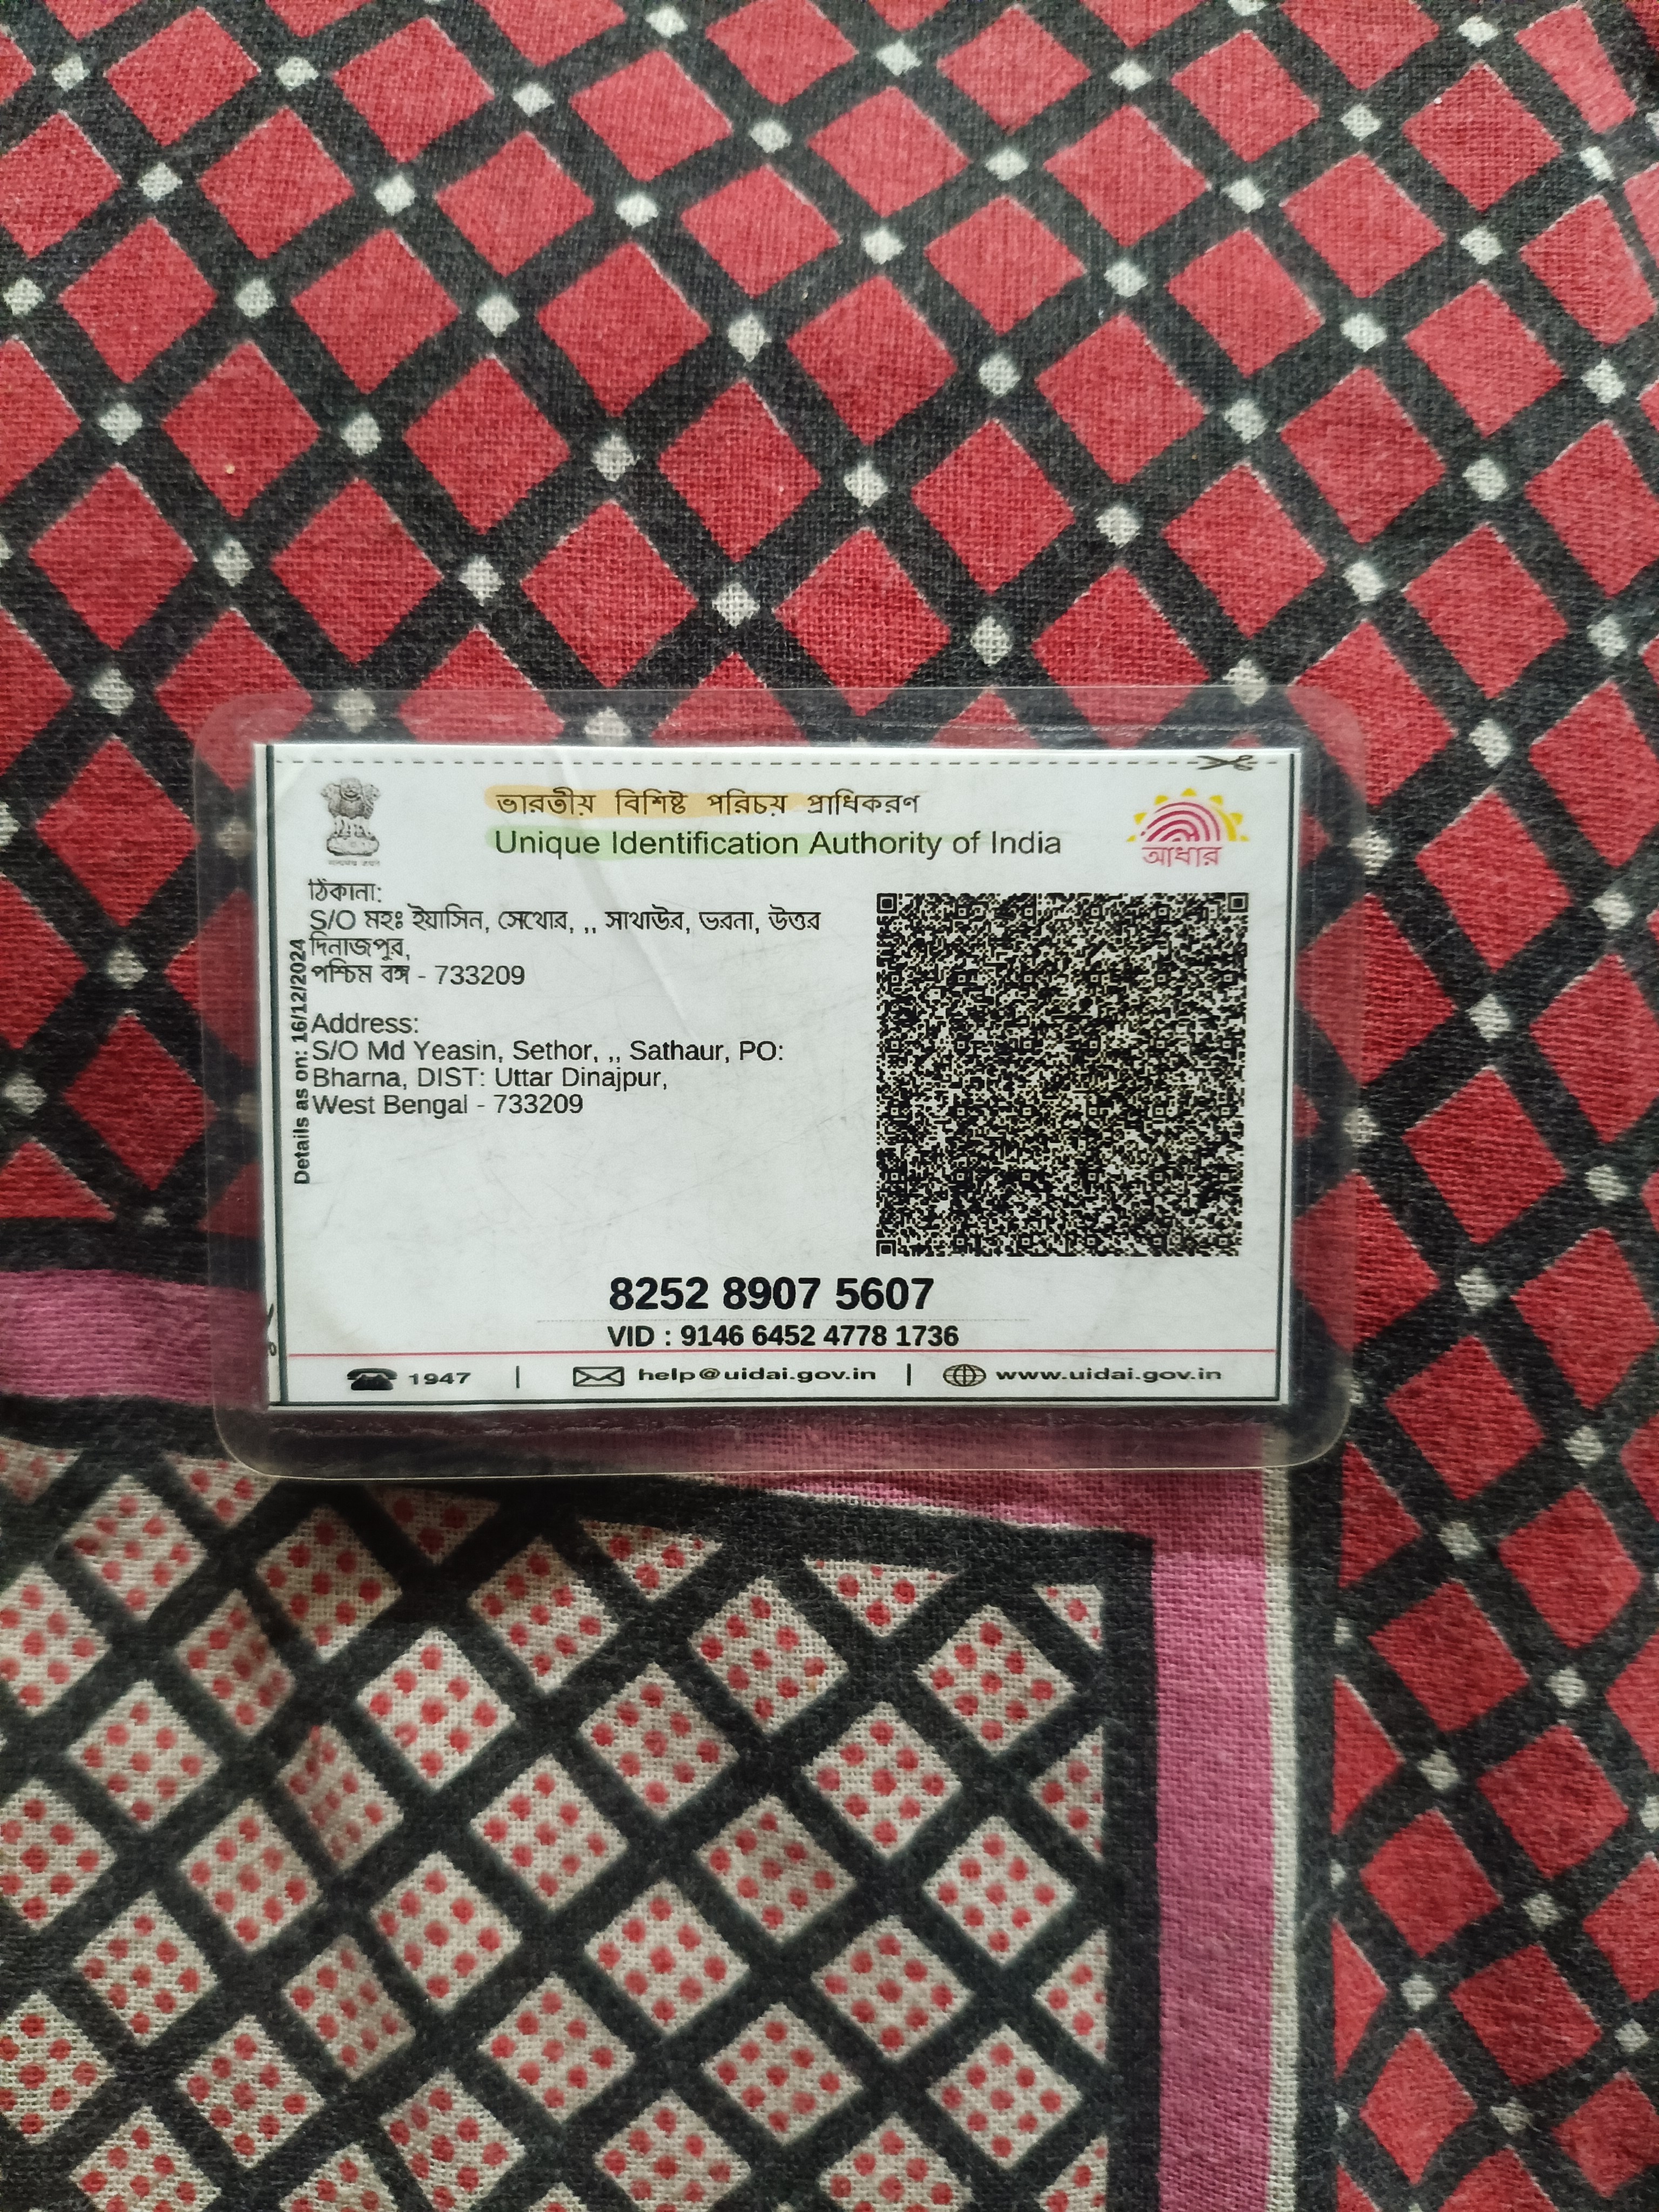 ভারতীয় বিশিষ্ট পরিচয় প্রাধিকরণ
Unique Identification Authority of India
আধার
ঠিকানা:
S/O মহঃ ইয়াসিন, সেথোর, ,, সাথাউর, ভরনা, উত্তর
দিনাজপুর,
পশ্চিম বঙ্গ - 733209
Address:
S/O Md Yeasin, Sethor, ,, Sathaur, PO:
Bharna, DIST: Uttar Dinajpur,
West Bengal - 733209
Details as on: 16/12/2024
8252 8907 5607
VID : 9146 6452 4778 1736
1947 | help@uidai.gov.in | www.uidai.gov.in